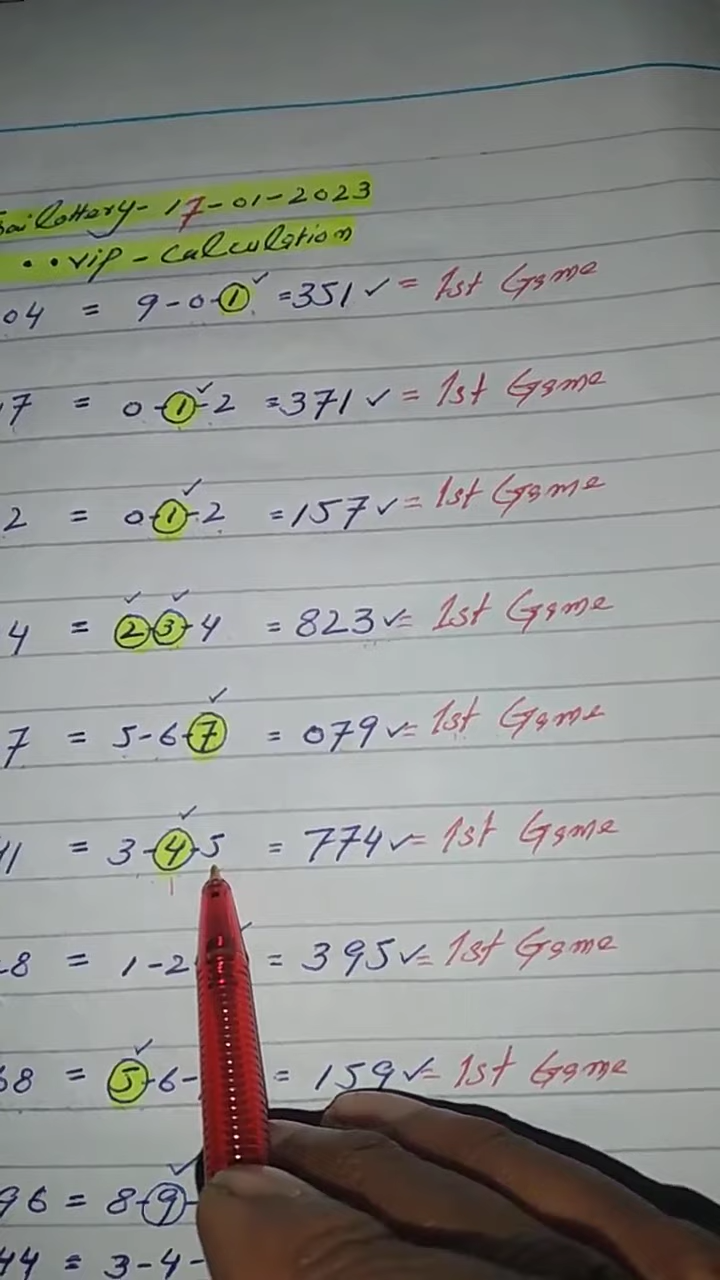 lottery- 17-01-2023
..vip-calculation
04 = 9-0-1 ✓ =351 ✓ = 1st Game
7 = 0-1-2 =371 ✓ = 1st Game
2 = 0-1-2 =157 ✓ = 1st Game
4 = 2-3-4 = 823 ✓= 1st Game
7 = 5-6-7 = 079 ✓= 1st Game
11 = 3-4-5 = 774 ✓= 1st Game
8 = 1-2 = 395 ✓= 1st Game
68 = 5-6- = 159 ✓= 1st Game
96 = 8-9-
44 = 3-4-